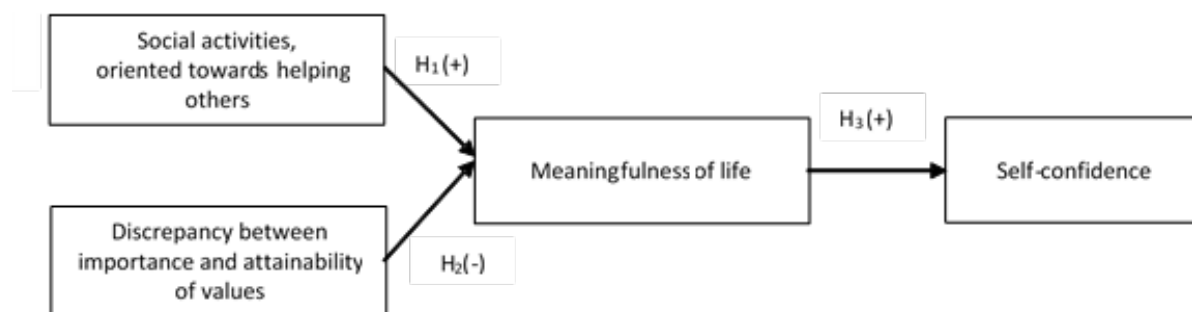 Social activities,
oriented towards helping
others
H₁(+)
H₃(+)
Meaningfulness of life
Self-confidence
Discrepancy between
importance and attainability
of values
H₂(-)